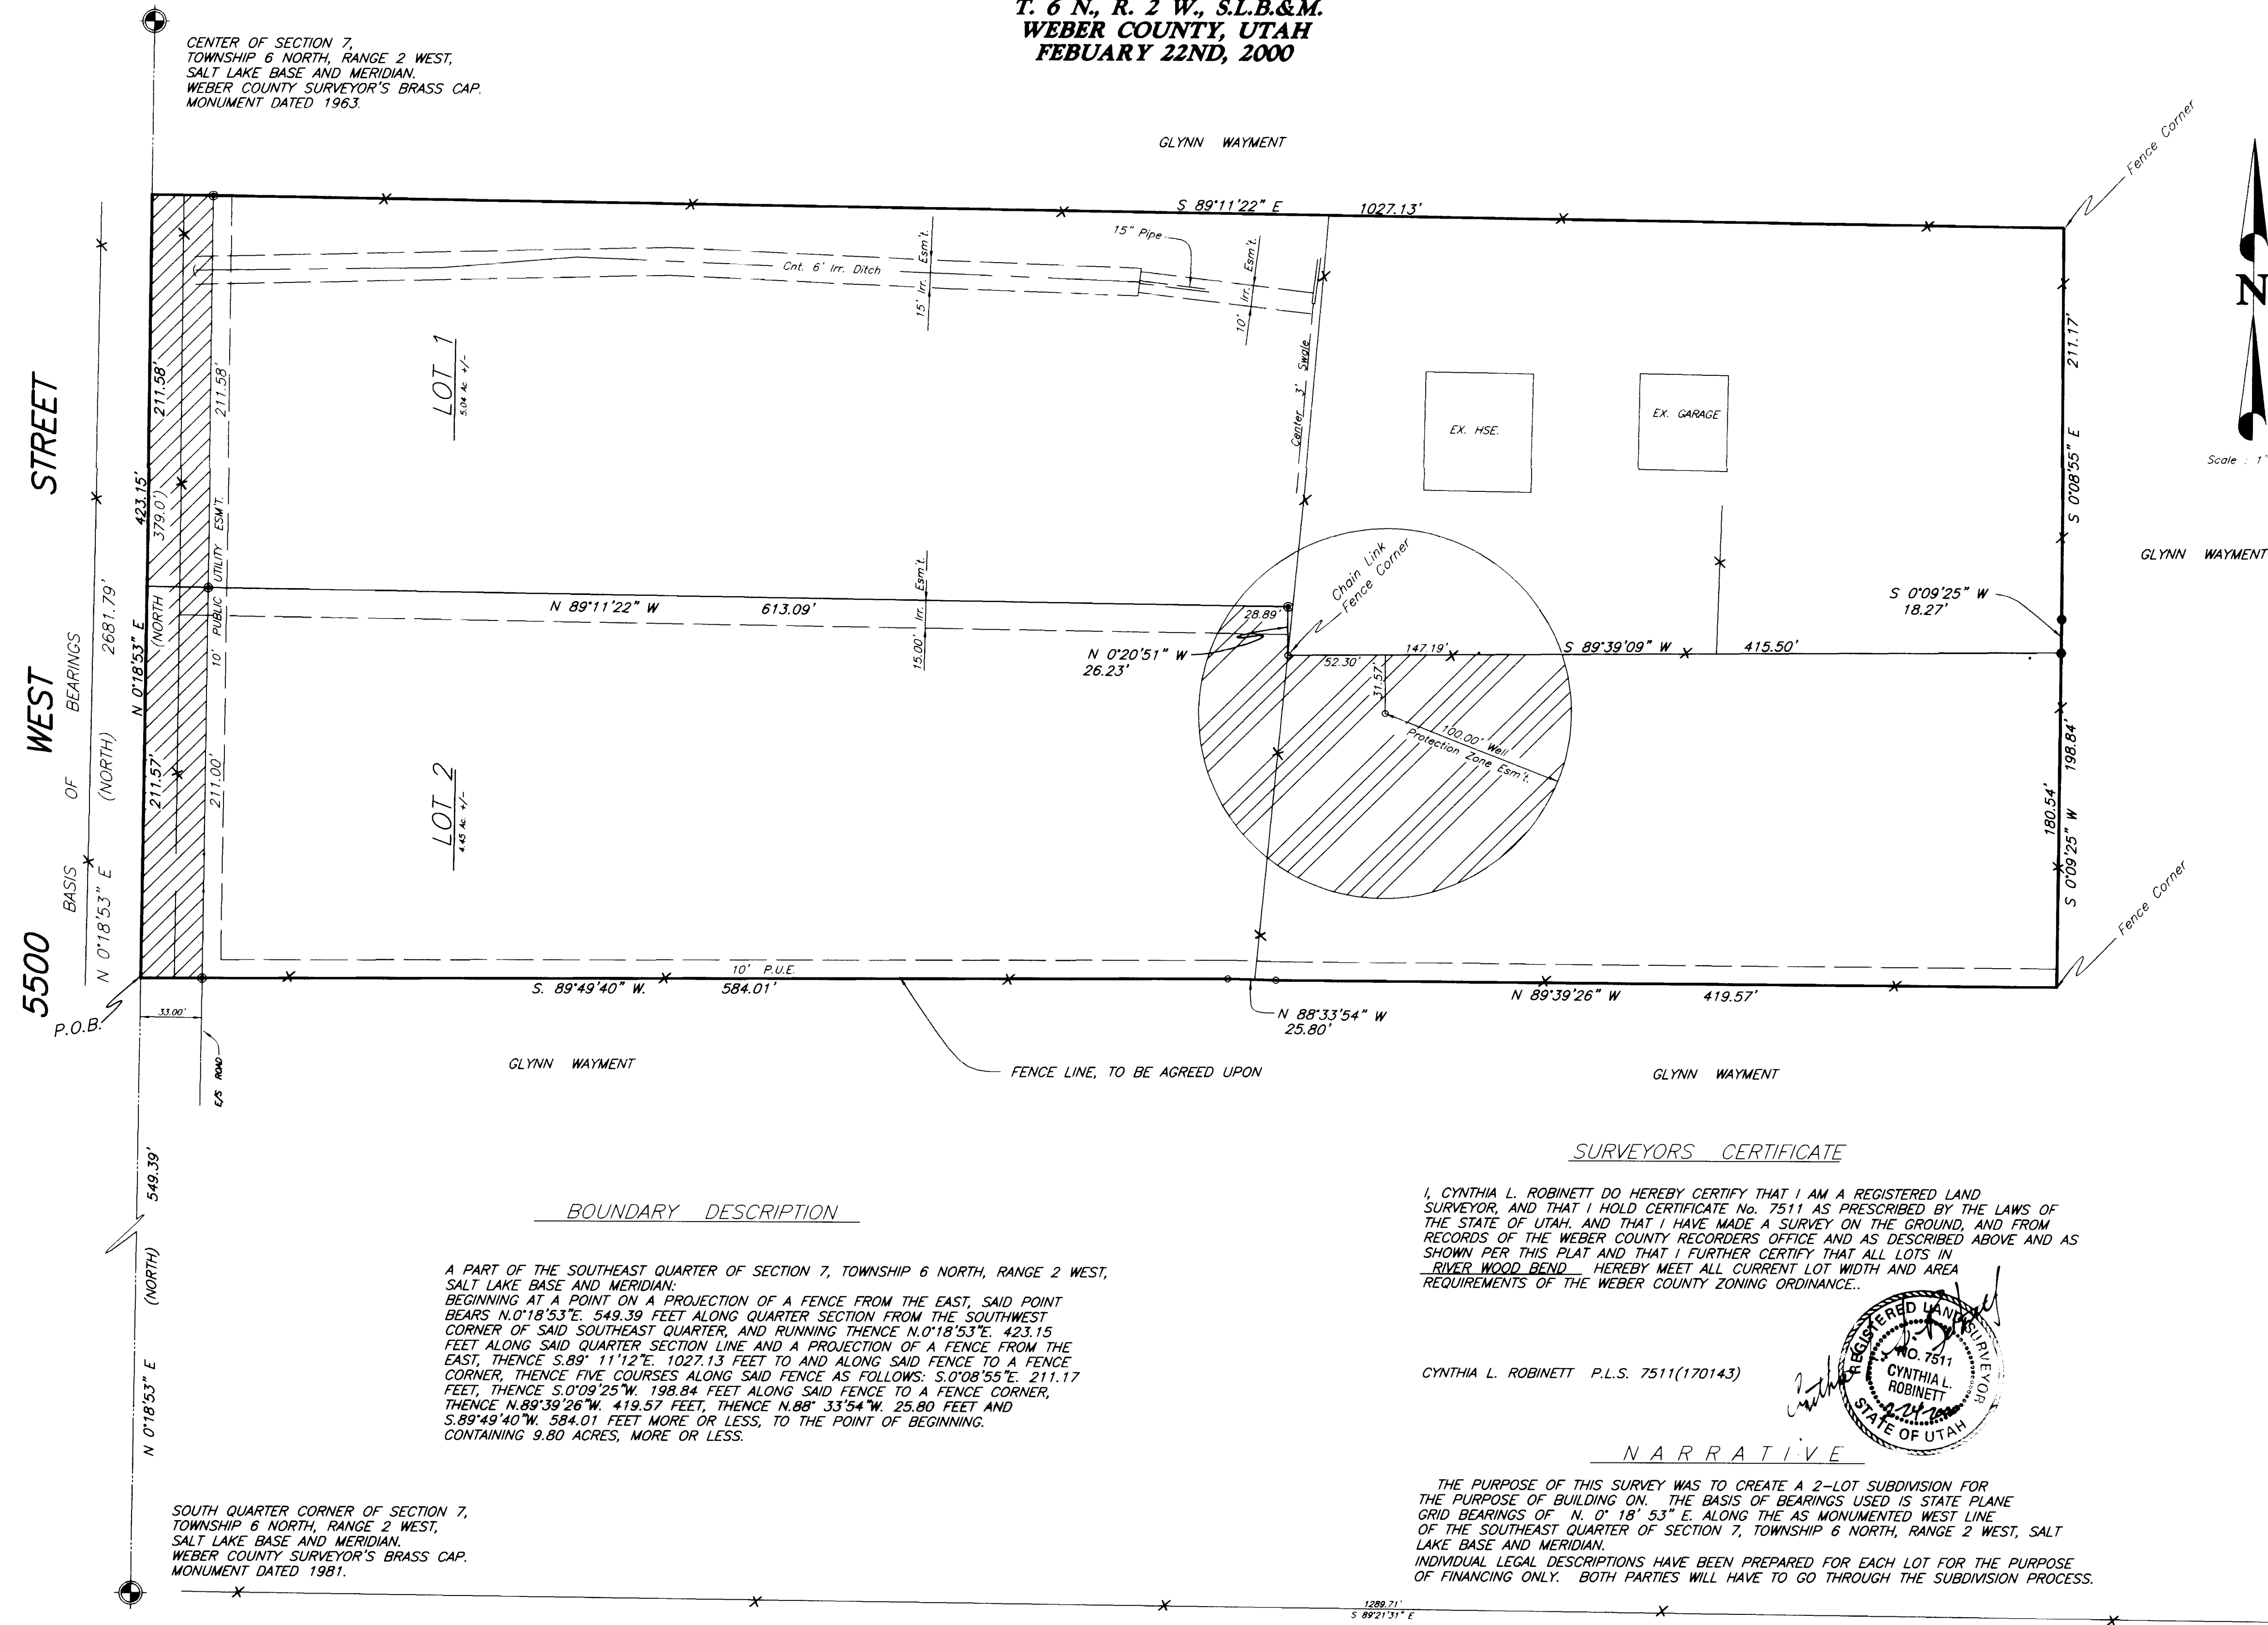 T. 6 N., R. 2 W., S.L.B.&M.
WEBER COUNTY, UTAH
FEBUARY 22ND, 2000
CENTER OF SECTION 7,
TOWNSHIP 6 NORTH, RANGE 2 WEST,
SALT LAKE BASE AND MERIDIAN.
WEBER COUNTY SURVEYOR'S BRASS CAP.
MONUMENT DATED 1963.
GLYNN WAYMENT
Fence Corner
S 89°11'22" E 1027.13'
15" Pipe
Cnt. 6' Irr. Ditch
15' Irr. Esm't.
10' Irr. Esm't.
N
Scale : 1"
LOT 1
5.04 Ac. +/-
Center 3' Swale
EX. HSE.
EX. GARAGE
S 0°08'55" E 211.17'
GLYNN WAYMENT
5500 WEST STREET
BASIS OF BEARINGS
N 0°18'53" E (NORTH) 2681.79'
N 0°18'53" E 423.15'
(NORTH 379.0')
211.58'
211.58'
211.57'
211.00'
10' PUBLIC UTILITY ESM'T.
N 89°11'22" W 613.09'
15.00' Irr. Esm't.
28.89'
Chain Link
Fence Corner
N 0°20'51" W
26.23'
52.30'
147.19'
S 89°39'09" W 415.50'
31.57'
100.00' Well
Protection Zone Esm't.
S 0°09'25" W
18.27'
180.54'
S 0°09'25" W 198.84'
Fence Corner
LOT 2
4.45 Ac. +/-
10' P.U.E.
S. 89°49'40" W. 584.01'
N 88°33'54" W
25.80'
N 89°39'26" W 419.57'
P.O.B.
33.00'
E/S ROAD
GLYNN WAYMENT
FENCE LINE, TO BE AGREED UPON
GLYNN WAYMENT
N 0°18'53" E (NORTH) 549.39'
BOUNDARY DESCRIPTION
A PART OF THE SOUTHEAST QUARTER OF SECTION 7, TOWNSHIP 6 NORTH, RANGE 2 WEST,
SALT LAKE BASE AND MERIDIAN:
BEGINNING AT A POINT ON A PROJECTION OF A FENCE FROM THE EAST, SAID POINT
BEARS N.0°18'53"E. 549.39 FEET ALONG QUARTER SECTION FROM THE SOUTHWEST
CORNER OF SAID SOUTHEAST QUARTER, AND RUNNING THENCE N.0°18'53"E. 423.15
FEET ALONG SAID QUARTER SECTION LINE AND A PROJECTION OF A FENCE FROM THE
EAST, THENCE S.89° 11'12"E. 1027.13 FEET TO AND ALONG SAID FENCE TO A FENCE
CORNER, THENCE FIVE COURSES ALONG SAID FENCE AS FOLLOWS: S.0°08'55"E. 211.17
FEET, THENCE S.0°09'25"W. 198.84 FEET ALONG SAID FENCE TO A FENCE CORNER,
THENCE N.89°39'26"W. 419.57 FEET, THENCE N.88° 33'54"W. 25.80 FEET AND
S.89°49'40"W. 584.01 FEET MORE OR LESS, TO THE POINT OF BEGINNING.
CONTAINING 9.80 ACRES, MORE OR LESS.
SURVEYORS CERTIFICATE
I, CYNTHIA L. ROBINETT DO HEREBY CERTIFY THAT I AM A REGISTERED LAND
SURVEYOR, AND THAT I HOLD CERTIFICATE No. 7511 AS PRESCRIBED BY THE LAWS OF
THE STATE OF UTAH. AND THAT I HAVE MADE A SURVEY ON THE GROUND, AND FROM
RECORDS OF THE WEBER COUNTY RECORDERS OFFICE AND AS DESCRIBED ABOVE AND AS
SHOWN PER THIS PLAT AND THAT I FURTHER CERTIFY THAT ALL LOTS IN
RIVER WOOD BEND HEREBY MEET ALL CURRENT LOT WIDTH AND AREA
REQUIREMENTS OF THE WEBER COUNTY ZONING ORDINANCE..
CYNTHIA L. ROBINETT P.L.S. 7511(170143)
REGISTERED LAND SURVEYOR
NO. 7511
CYNTHIA L.
ROBINETT
STATE OF UTAH
NARRATIVE
THE PURPOSE OF THIS SURVEY WAS TO CREATE A 2-LOT SUBDIVISION FOR
THE PURPOSE OF BUILDING ON. THE BASIS OF BEARINGS USED IS STATE PLANE
GRID BEARINGS OF N. 0° 18' 53" E. ALONG THE AS MONUMENTED WEST LINE
OF THE SOUTHEAST QUARTER OF SECTION 7, TOWNSHIP 6 NORTH, RANGE 2 WEST, SALT
LAKE BASE AND MERIDIAN.
INDIVIDUAL LEGAL DESCRIPTIONS HAVE BEEN PREPARED FOR EACH LOT FOR THE PURPOSE
OF FINANCING ONLY. BOTH PARTIES WILL HAVE TO GO THROUGH THE SUBDIVISION PROCESS.
SOUTH QUARTER CORNER OF SECTION 7,
TOWNSHIP 6 NORTH, RANGE 2 WEST,
SALT LAKE BASE AND MERIDIAN.
WEBER COUNTY SURVEYOR'S BRASS CAP.
MONUMENT DATED 1981.
1289.71'
S 89°21'31" E